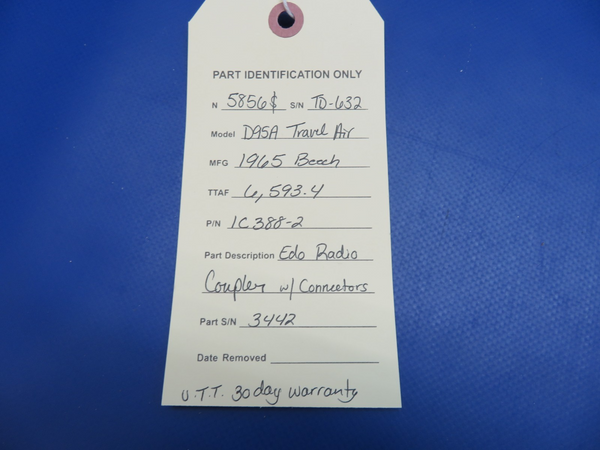 PART IDENTIFICATION ONLY
N 5856S S/N TD-632
Model D95A Travel Air
MFG 1965 Beech
TTAF 6,593.4
P/N 1C388-2
Part Description Edo Radio
Coupler w/ Connectors
Part S/N 3442
Date Removed
U.T.T. 30 day warranty